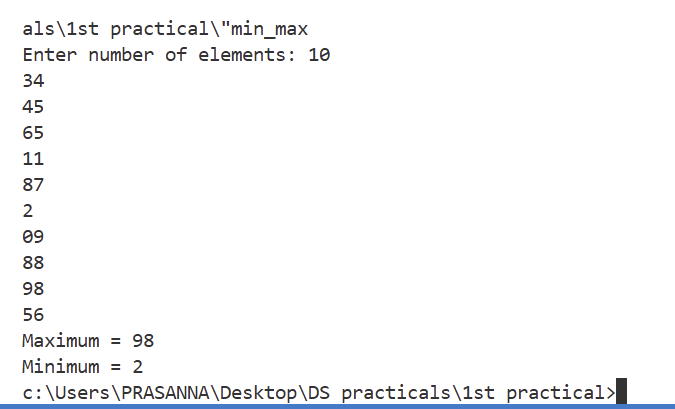 als\1st practical\"min_max
Enter number of elements: 10
34
45
65
11
87
2
09
88
98
56
Maximum = 98
Minimum = 2
c:\Users\PRASANNA\Desktop\DS practicals\1st practical>